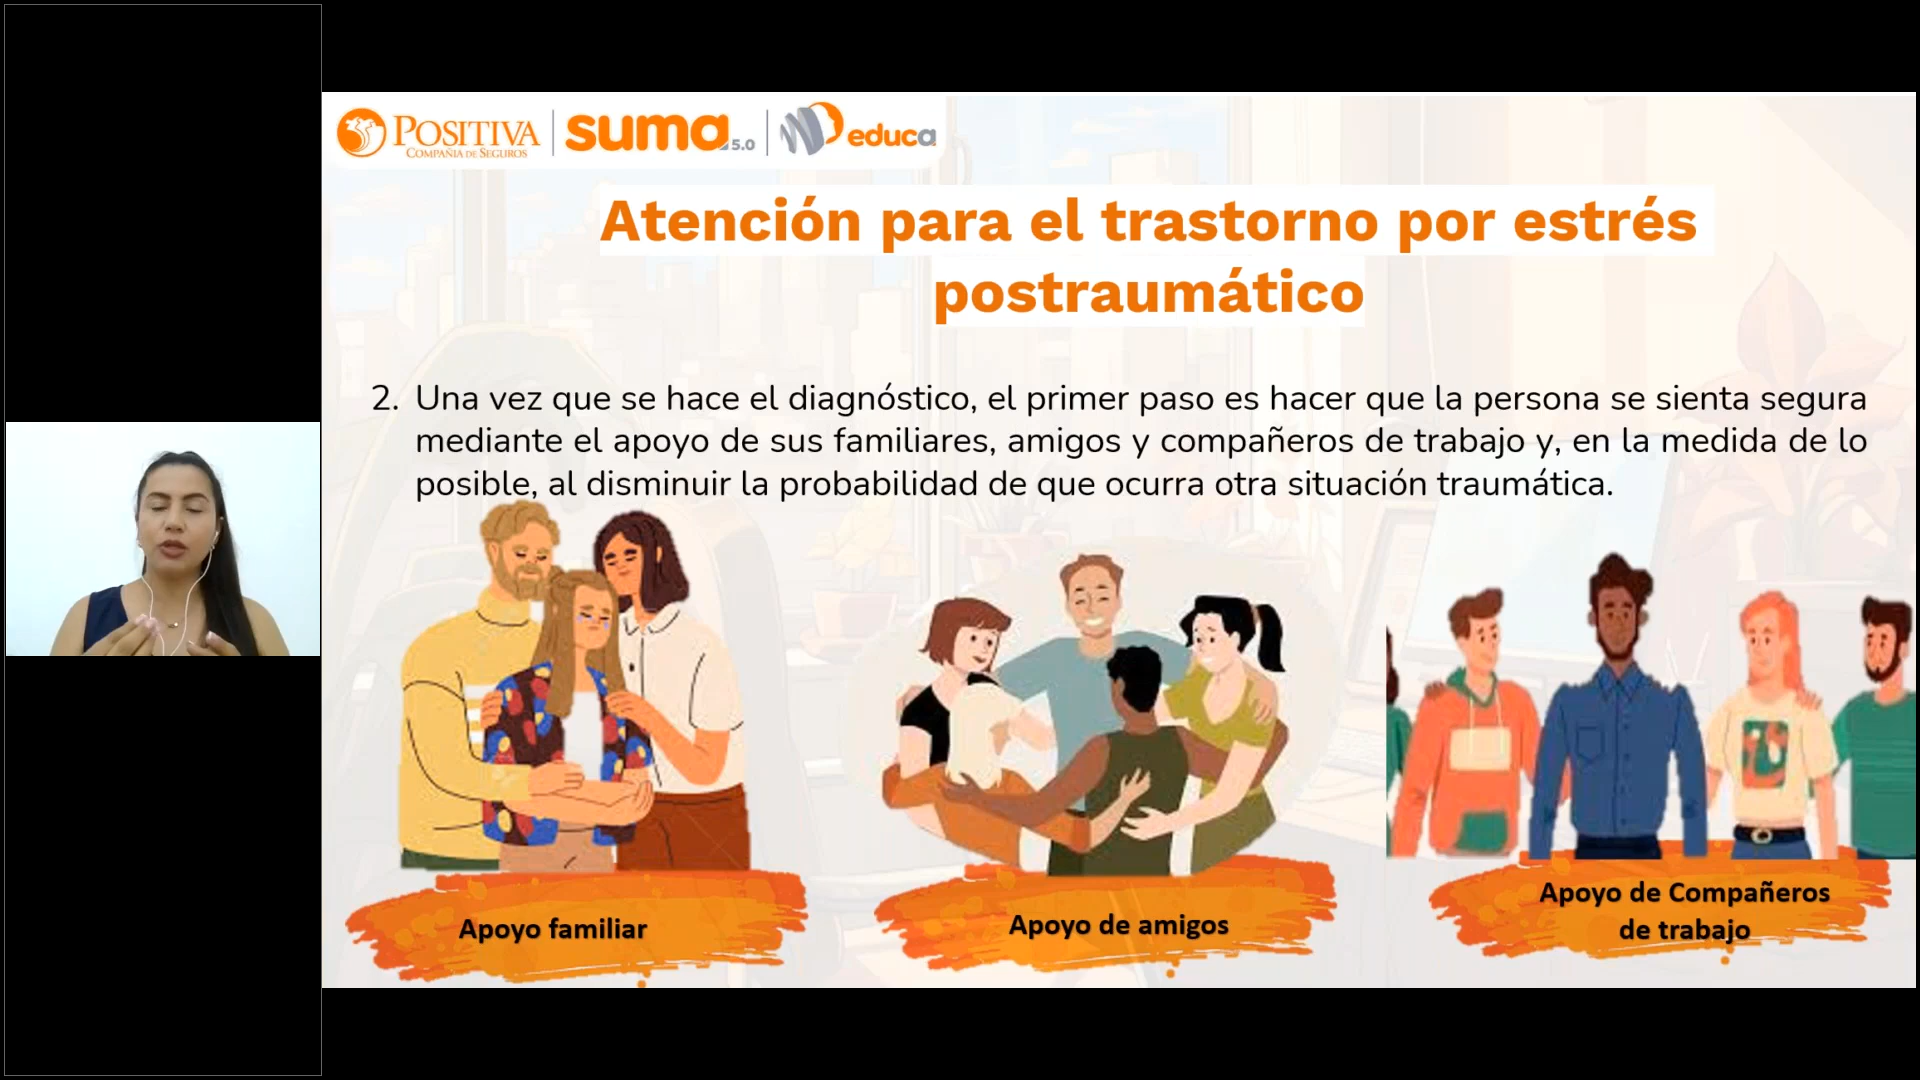 POSITIVA
COMPAÑIA DE SEGUROS
suma 5.0
educa
Atención para el trastorno por estrés
postraumático
2. Una vez que se hace el diagnóstico, el primer paso es hacer que la persona se sienta segura
mediante el apoyo de sus familiares, amigos y compañeros de trabajo y, en la medida de lo
posible, al disminuir la probabilidad de que ocurra otra situación traumática.
Apoyo familiar
Apoyo de amigos
Apoyo de Compañeros
de trabajo